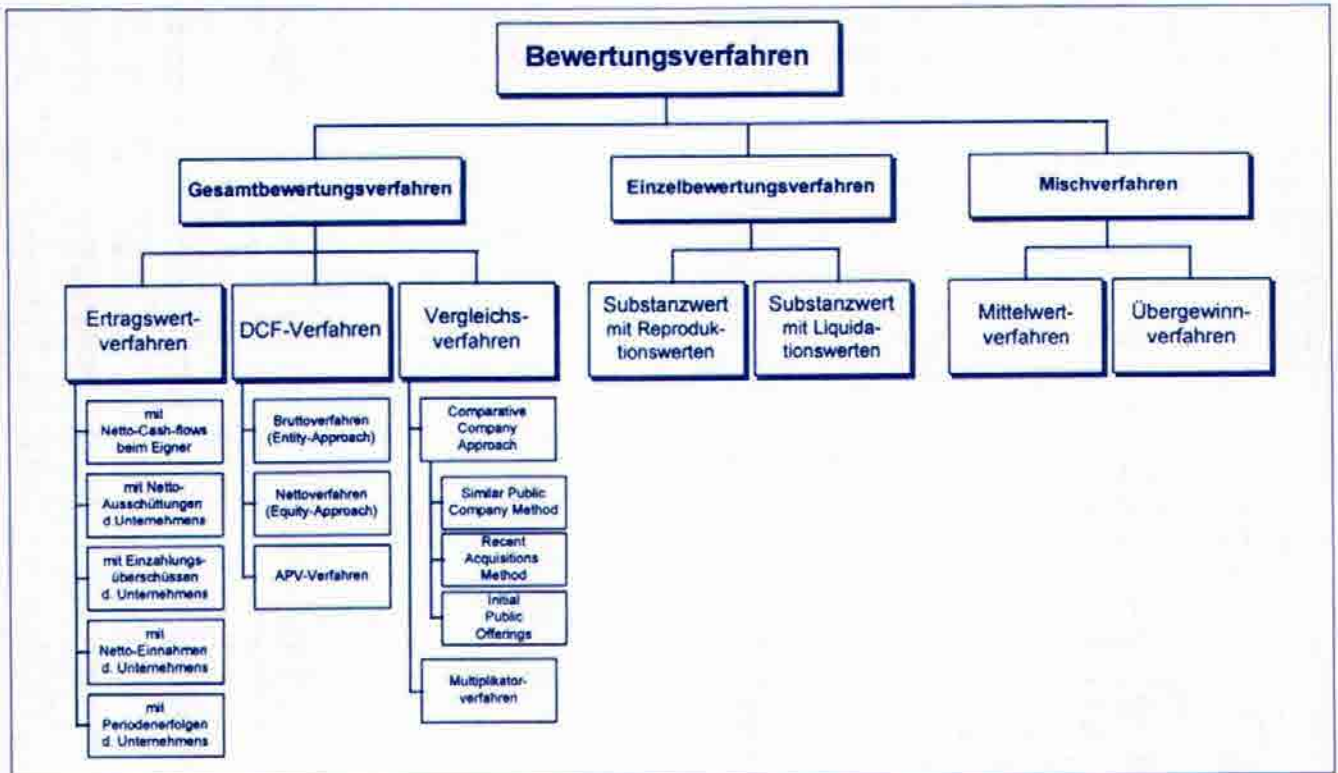 Bewertungsverfahren
Gesamtbewertungsverfahren
Einzelbewertungsverfahren
Mischverfahren
Ertragswert-
verfahren
DCF-Verfahren
Vergleichs-
verfahren
Substanzwert
mit Reproduk-
tionswerten
Substanzwert
mit Liquida-
tionswerten
Mittelwert-
verfahren
Übergewinn-
verfahren
mit
Netto-Cash-flows
beim Eigner
mit Netto-
Ausschüttungen
d.Unternehmens
mit Einzahlungs-
überschüssen
d. Unternehmens
mit
Netto-Einnahmen
d. Unternehmens
mit
Periodenerfolgen
d. Unternehmens
Bruttoverfahren
(Entity-Approach)
Nettoverfahren
(Equity-Approach)
APV-Verfahren
Comparative
Company
Approach
Similar Public
Company Method
Recent
Acquisitions
Method
Initial
Public
Offerings
Multiplikator-
verfahren